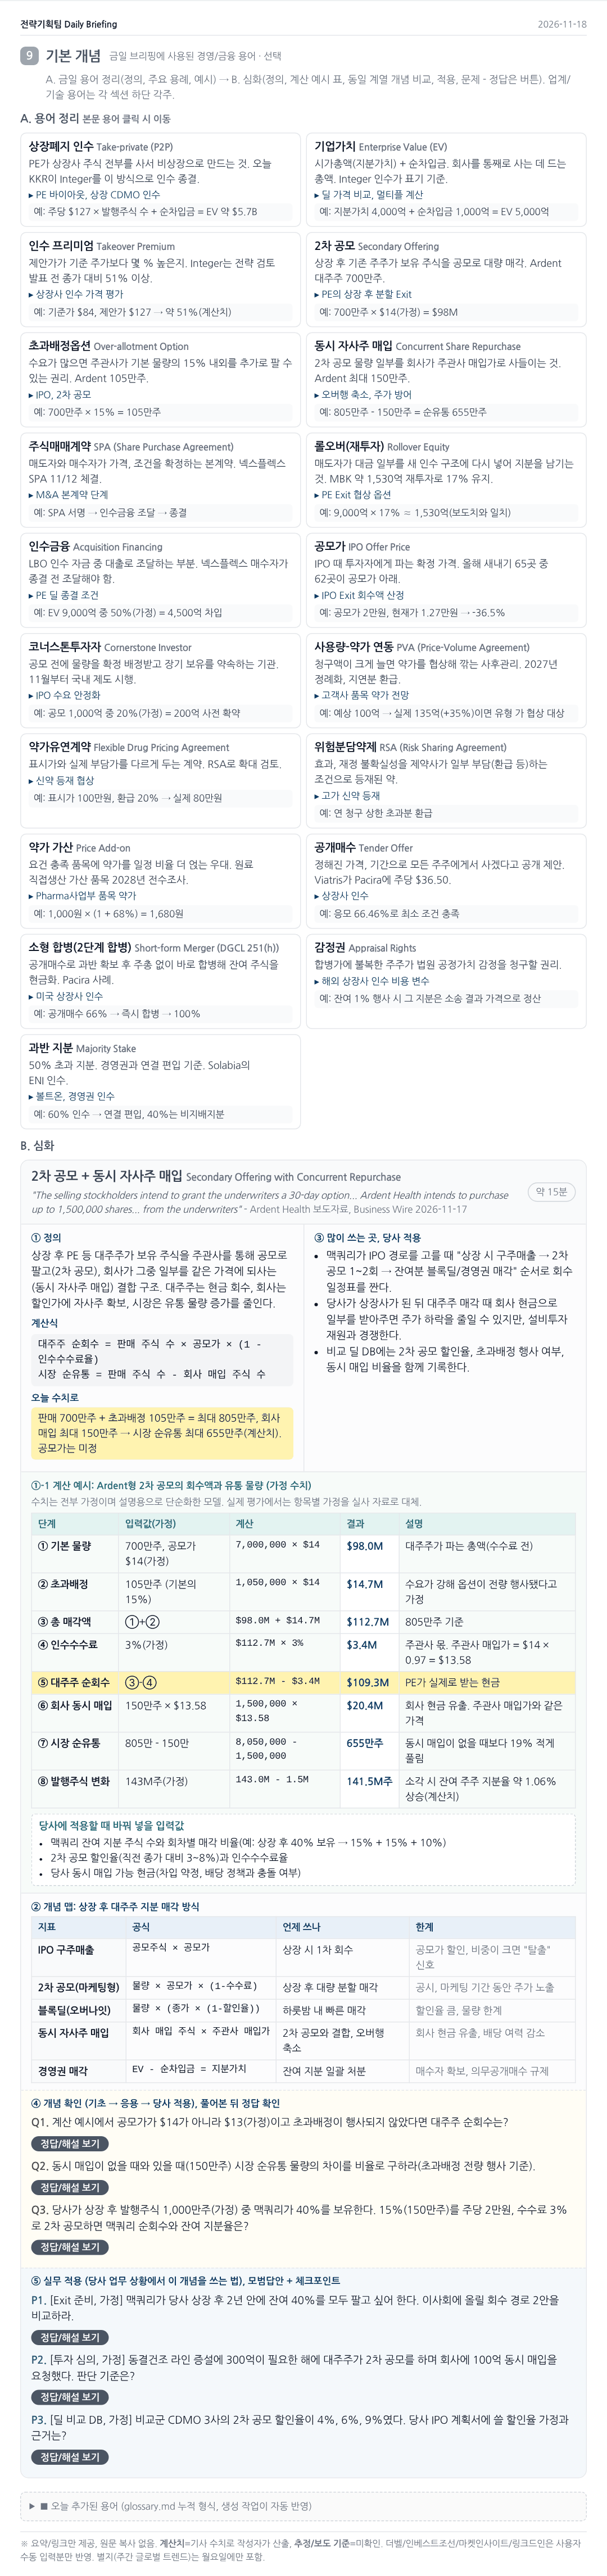 전략기획팀 Daily Briefing
2026-11-18
9 기본 개념 금일 브리핑에 사용된 경영/금융 용어 · 선택
A. 금일 용어 정리(정의, 주요 용례, 예시) → B. 심화(정의, 계산 예시 표, 동일 계열 개념 비교, 적용, 문제 - 정답은 버튼). 업계/
기술 용어는 각 섹션 하단 각주.
A. 용어 정리 본문 용어 클릭 시 이동
상장폐지 인수 Take-private (P2P)
PE가 상장사 주식 전부를 사서 비상장으로 만드는 것. 오늘
KKR이 Integer를 이 방식으로 인수 종결.
▸ PE 바이아웃, 상장 CDMO 인수
예: 주당 $127 × 발행주식 수 + 순차입금 = EV 약 $5.7B
기업가치 Enterprise Value (EV)
시가총액(지분가치) + 순차입금. 회사를 통째로 사는 데 드는
총액. Integer 인수가 표기 기준.
▸ 딜 가격 비교, 멀티플 계산
예: 지분가치 4,000억 + 순차입금 1,000억 = EV 5,000억
인수 프리미엄 Takeover Premium
제안가가 기준 주가보다 몇 % 높은지. Integer는 전략 검토
발표 전 종가 대비 51% 이상.
▸ 상장사 인수 가격 평가
예: 기준가 $84, 제안가 $127 → 약 51%(계산치)
2차 공모 Secondary Offering
상장 후 기존 주주가 보유 주식을 공모로 대량 매각. Ardent
대주주 700만주.
▸ PE의 상장 후 분할 Exit
예: 700만주 × $14(가정) = $98M
초과배정옵션 Over-allotment Option
수요가 많으면 주관사가 기본 물량의 15% 내외를 추가로 팔 수
있는 권리. Ardent 105만주.
▸ IPO, 2차 공모
예: 700만주 × 15% = 105만주
동시 자사주 매입 Concurrent Share Repurchase
2차 공모 물량 일부를 회사가 주관사 매입가로 사들이는 것.
Ardent 최대 150만주.
▸ 오버행 축소, 주가 방어
예: 805만주 - 150만주 = 순유통 655만주
주식매매계약 SPA (Share Purchase Agreement)
매도자와 매수자가 가격, 조건을 확정하는 본계약. 넥스플렉스
SPA 11/12 체결.
▸ M&A 본계약 단계
예: SPA 서명 → 인수금융 조달 → 종결
롤오버(재투자) Rollover Equity
매도자가 대금 일부를 새 인수 구조에 다시 넣어 지분을 남기는
것. MBK 약 1,530억 재투자로 17% 유지.
▸ PE Exit 협상 옵션
예: 9,000억 × 17% ≈ 1,530억(보도치와 일치)
인수금융 Acquisition Financing
LBO 인수 자금 중 대출로 조달하는 부분. 넥스플렉스 매수자가
종결 전 조달해야 함.
▸ PE 딜 종결 조건
예: EV 9,000억 중 50%(가정) = 4,500억 차입
공모가 IPO Offer Price
IPO 때 투자자에게 파는 확정 가격. 올해 새내기 65곳 중
62곳이 공모가 아래.
▸ IPO Exit 회수액 산정
예: 공모가 2만원, 현재가 1.27만원 → -36.5%
코너스톤투자자 Cornerstone Investor
공모 전에 물량을 확정 배정받고 장기 보유를 약속하는 기관.
11월부터 국내 제도 시행.
▸ IPO 수요 안정화
예: 공모 1,000억 중 20%(가정) = 200억 사전 확약
사용량-약가 연동 PVA (Price-Volume Agreement)
청구액이 크게 늘면 약가를 협상해 깎는 사후관리. 2027년
정례화, 지연분 환급.
▸ 고객사 품목 약가 전망
예: 예상 100억 → 실제 135억(+35%)이면 유형 가 협상 대상
약가유연계약 Flexible Drug Pricing Agreement
표시가와 실제 부담가를 다르게 두는 계약. RSA로 확대 검토.
▸ 신약 등재 협상
예: 표시가 100만원, 환급 20% → 실제 80만원
위험분담약제 RSA (Risk Sharing Agreement)
효과, 재정 불확실성을 제약사가 일부 부담(환급 등)하는
조건으로 등재된 약.
▸ 고가 신약 등재
예: 연 청구 상한 초과분 환급
약가 가산 Price Add-on
요건 충족 품목에 약가를 일정 비율 더 얹는 우대. 원료
직접생산 가산 품목 2028년 전수조사.
▸ Pharma사업부 품목 약가
예: 1,000원 × (1 + 68%) = 1,680원
공개매수 Tender Offer
정해진 가격, 기간으로 모든 주주에게서 사겠다고 공개 제안.
Viatris가 Pacira에 주당 $36.50.
▸ 상장사 인수
예: 응모 66.46%로 최소 조건 충족
소형 합병(2단계 합병) Short-form Merger (DGCL 251(h))
공개매수로 과반 확보 후 주총 없이 바로 합병해 잔여 주식을
현금화. Pacira 사례.
▸ 미국 상장사 인수
예: 공개매수 66% → 즉시 합병 → 100%
감정권 Appraisal Rights
합병가에 불복한 주주가 법원 공정가치 감정을 청구할 권리.
▸ 해외 상장사 인수 비용 변수
예: 잔여 1% 행사 시 그 지분은 소송 결과 가격으로 정산
과반 지분 Majority Stake
50% 초과 지분. 경영권과 연결 편입 기준. Solabia의
ENI 인수.
▸ 볼트온, 경영권 인수
예: 60% 인수 → 연결 편입, 40%는 비지배지분
B. 심화
2차 공모 + 동시 자사주 매입 Secondary Offering with Concurrent Repurchase
"The selling stockholders intend to grant the underwriters a 30-day option... Ardent Health intends to purchase
up to 1,500,000 shares... from the underwriters" - Ardent Health 보도자료, Business Wire 2026-11-17
약 15분
① 정의
상장 후 PE 등 대주주가 보유 주식을 주관사를 통해 공모로
팔고(2차 공모), 회사가 그중 일부를 같은 가격에 되사는
(동시 자사주 매입) 결합 구조. 대주주는 현금 회수, 회사는
할인가에 자사주 확보, 시장은 유통 물량 증가를 줄인다.
계산식
대주주 순회수 = 판매 주식 수 × 공모가 × (1 -
인수수수료율)
시장 순유통 = 판매 주식 수 - 회사 매입 주식 수
오늘 수치로
판매 700만주 + 초과배정 105만주 = 최대 805만주, 회사
매입 최대 150만주 → 시장 순유통 최대 655만주(계산치).
공모가는 미정
③ 많이 쓰는 곳, 당사 적용
• 맥쿼리가 IPO 경로를 고를 때 "상장 시 구주매출 → 2차
공모 1~2회 → 잔여분 블록딜/경영권 매각" 순서로 회수
일정표를 짠다.
• 당사가 상장사가 된 뒤 대주주 매각 때 회사 현금으로
일부를 받아주면 주가 하락을 줄일 수 있지만, 설비투자
재원과 경쟁한다.
• 비교 딜 DB에는 2차 공모 할인율, 초과배정 행사 여부,
동시 매입 비율을 함께 기록한다.
①-1 계산 예시: Ardent형 2차 공모의 회수액과 유통 물량 (가정 수치)
수치는 전부 가정이며 설명용으로 단순화한 모델. 실제 평가에서는 항목별 가정을 실사 자료로 대체.
단계 입력값(가정) 계산 결과 설명
① 기본 물량 700만주, 공모가 $14(가정) 7,000,000 × $14 $98.0M 대주주가 파는 총액(수수료 전)
② 초과배정 105만주 (기본의 15%) 1,050,000 × $14 $14.7M 수요가 강해 옵션이 전량 행사됐다고 가정
③ 총 매각액 ①+② $98.0M + $14.7M $112.7M 805만주 기준
④ 인수수수료 3%(가정) $112.7M × 3% $3.4M 주관사 몫. 주관사 매입가 = $14 × 0.97 = $13.58
⑤ 대주주 순회수 ③-④ $112.7M - $3.4M $109.3M PE가 실제로 받는 현금
⑥ 회사 동시 매입 150만주 × $13.58 1,500,000 × $13.58 $20.4M 회사 현금 유출. 주관사 매입가와 같은 가격
⑦ 시장 순유통 805만 - 150만 8,050,000 - 1,500,000 655만주 동시 매입이 없을 때보다 19% 적게 풀림
⑧ 발행주식 변화 143M주(가정) 143.0M - 1.5M 141.5M주 소각 시 잔여 주주 지분율 약 1.06% 상승(계산치)
당사에 적용할 때 바꿔 넣을 입력값
• 맥쿼리 잔여 지분 주식 수와 회차별 매각 비율(예: 상장 후 40% 보유 → 15% + 15% + 10%)
• 2차 공모 할인율(직전 종가 대비 3~8%)과 인수수수료율
• 당사 동시 매입 가능 현금(차입 약정, 배당 정책과 충돌 여부)
② 개념 맵: 상장 후 대주주 지분 매각 방식
지표 공식 언제 쓰나 한계
IPO 구주매출 공모주식 × 공모가 상장 시 1차 회수 공모가 할인, 비중이 크면 "탈출" 신호
2차 공모(마케팅형) 물량 × 공모가 × (1-수수료) 상장 후 대량 분할 매각 공시, 마케팅 기간 동안 주가 노출
블록딜(오버나잇) 물량 × (종가 × (1-할인율)) 하룻밤 내 빠른 매각 할인율 큼, 물량 한계
동시 자사주 매입 회사 매입 주식 × 주관사 매입가 2차 공모와 결합, 오버행 축소 회사 현금 유출, 배당 여력 감소
경영권 매각 EV - 순차입금 = 지분가치 잔여 지분 일괄 처분 매수자 확보, 의무공개매수 규제
④ 개념 확인 (기초 → 응용 → 당사 적용), 풀어본 뒤 정답 확인
Q1. 계산 예시에서 공모가가 $14가 아니라 $13(가정)이고 초과배정이 행사되지 않았다면 대주주 순회수는?
정답/해설 보기
Q2. 동시 매입이 없을 때와 있을 때(150만주) 시장 순유통 물량의 차이를 비율로 구하라(초과배정 전량 행사 기준).
정답/해설 보기
Q3. 당사가 상장 후 발행주식 1,000만주(가정) 중 맥쿼리가 40%를 보유한다. 15%(150만주)를 주당 2만원, 수수료 3%
로 2차 공모하면 맥쿼리 순회수와 잔여 지분율은?
정답/해설 보기
⑤ 실무 적용 (당사 업무 상황에서 이 개념을 쓰는 법), 모범답안 + 체크포인트
P1. [Exit 준비, 가정] 맥쿼리가 당사 상장 후 2년 안에 잔여 40%를 모두 팔고 싶어 한다. 이사회에 올릴 회수 경로 2안을
비교하라.
정답/해설 보기
P2. [투자 심의, 가정] 동결건조 라인 증설에 300억이 필요한 해에 대주주가 2차 공모를 하며 회사에 100억 동시 매입을
요청했다. 판단 기준은?
정답/해설 보기
P3. [딜 비교 DB, 가정] 비교군 CDMO 3사의 2차 공모 할인율이 4%, 6%, 9%였다. 당사 IPO 계획서에 쓸 할인율 가정과
근거는?
정답/해설 보기
▶ ■ 오늘 추가된 용어 (glossary.md 누적 형식, 생성 작업이 자동 반영)
※ 요약/링크만 제공, 원문 복사 없음. 계산치=기사 수치로 작성자가 산출, 추정/보도 기준=미확인. 더벨/인베스트조선/마켓인사이트/링크드인은 사용자
수동 입력분만 반영. 별지(주간 글로벌 트렌드)는 월요일에만 포함.